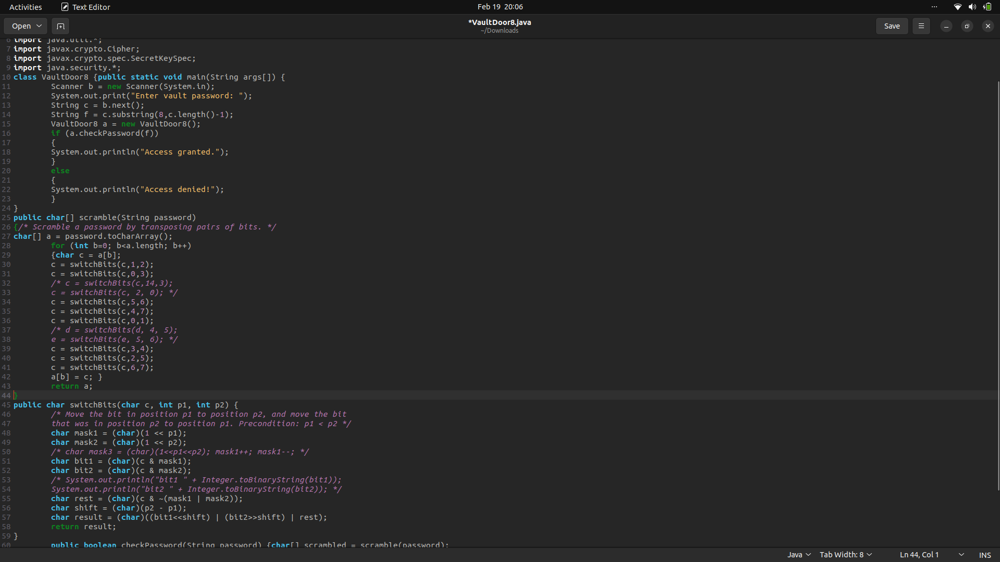 Activities Text Editor Feb 19 20:06
Open *VaultDoor8.java Save
~/Downloads
6 import java.util.*;
7 import javax.crypto.Cipher;
8 import javax.crypto.spec.SecretKeySpec;
9 import java.security.*;
10 class VaultDoor8 {public static void main(String args[]) {
11 Scanner b = new Scanner(System.in);
12 System.out.print("Enter vault password: ");
13 String c = b.next();
14 String f = c.substring(8,c.length()-1);
15 VaultDoor8 a = new VaultDoor8();
16 if (a.checkPassword(f))
17 {
18 System.out.println("Access granted.");
19 }
20 else
21 {
22 System.out.println("Access denied!");
23 }
24 }
25 public char[] scramble(String password)
26 {/* Scramble a password by transposing pairs of bits. */
27 char[] a = password.toCharArray();
28 for (int b=0; b<a.length; b++)
29 {char c = a[b];
30 c = switchBits(c,1,2);
31 c = switchBits(c,0,3);
32 /* c = switchBits(c,14,3);
33 c = switchBits(c, 2, 0); */
34 c = switchBits(c,5,6);
35 c = switchBits(c,4,7);
36 c = switchBits(c,0,1);
37 /* d = switchBits(d, 4, 5);
38 e = switchBits(e, 5, 6); */
39 c = switchBits(c,3,4);
40 c = switchBits(c,2,5);
41 c = switchBits(c,6,7);
42 a[b] = c; }
43 return a;
44 }
45 public char switchBits(char c, int p1, int p2) {
46 /* Move the bit in position p1 to position p2, and move the bit
47 that was in position p2 to position p1. Precondition: p1 < p2 */
48 char mask1 = (char)(1 << p1);
49 char mask2 = (char)(1 << p2);
50 /* char mask3 = (char)(1<<p1<<p2); mask1++; mask1--; */
51 char bit1 = (char)(c & mask1);
52 char bit2 = (char)(c & mask2);
53 /* System.out.println("bit1 " + Integer.toBinaryString(bit1));
54 System.out.println("bit2 " + Integer.toBinaryString(bit2)); */
55 char rest = (char)(c & ~(mask1 | mask2));
56 char shift = (char)(p2 - p1);
57 char result = (char)((bit1<<shift) | (bit2>>shift) | rest);
58 return result;
59 }
60 public boolean checkPassword(String password) {char[] scrambled = scramble(password);
Java Tab Width: 8 Ln 44, Col 1 INS